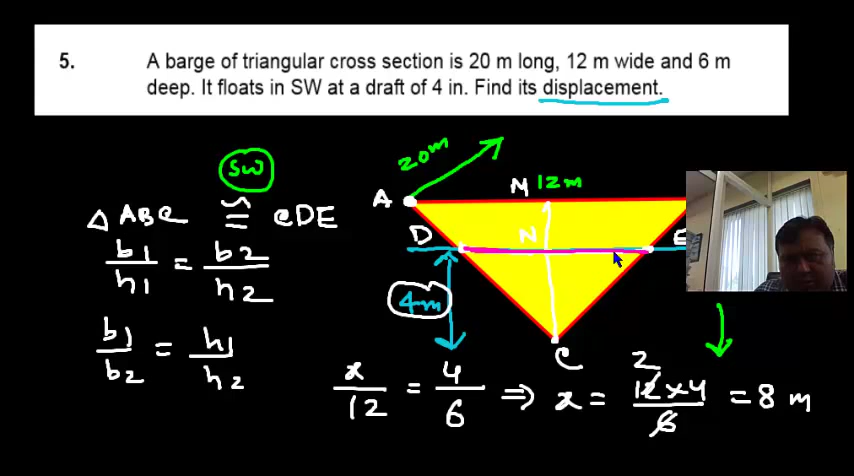 5. A barge of triangular cross section is 20 m long, 12 m wide and 6 m
deep. It floats in SW at a draft of 4 in. Find its displacement.
SW
20m
A M 12m
△ ABC ≅ CDE
D N E
b1/h1 = b2/h2
4m
b1/b2 = h1/h2
C
x/12 = 4/6 ⇒ x = 12×4/6 = 8 m
2